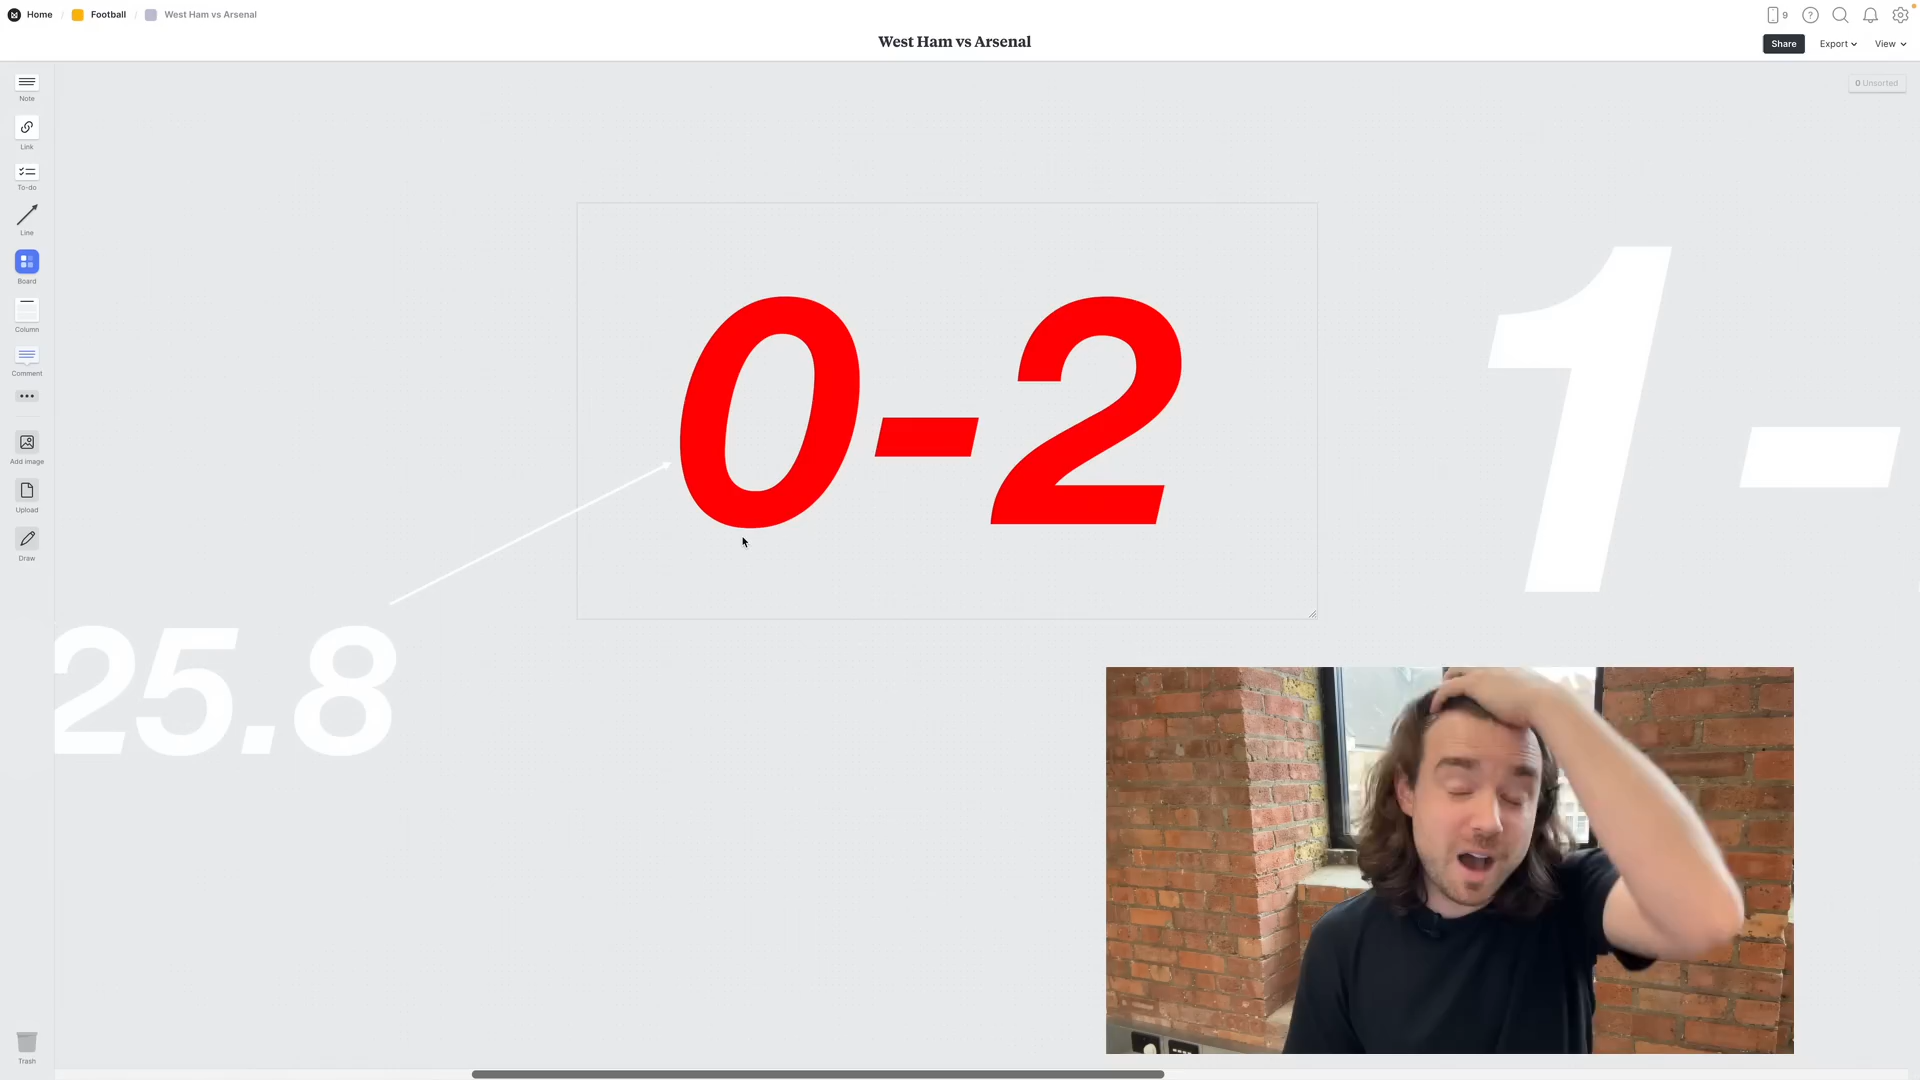 Home / Football / West Ham vs Arsenal
9
West Ham vs Arsenal
Share
Export
View
0 Unsorted
Note
Link
To-do
Line
Board
Column
Comment
Add image
Upload
Draw
Trash
0-2
1-
25.8